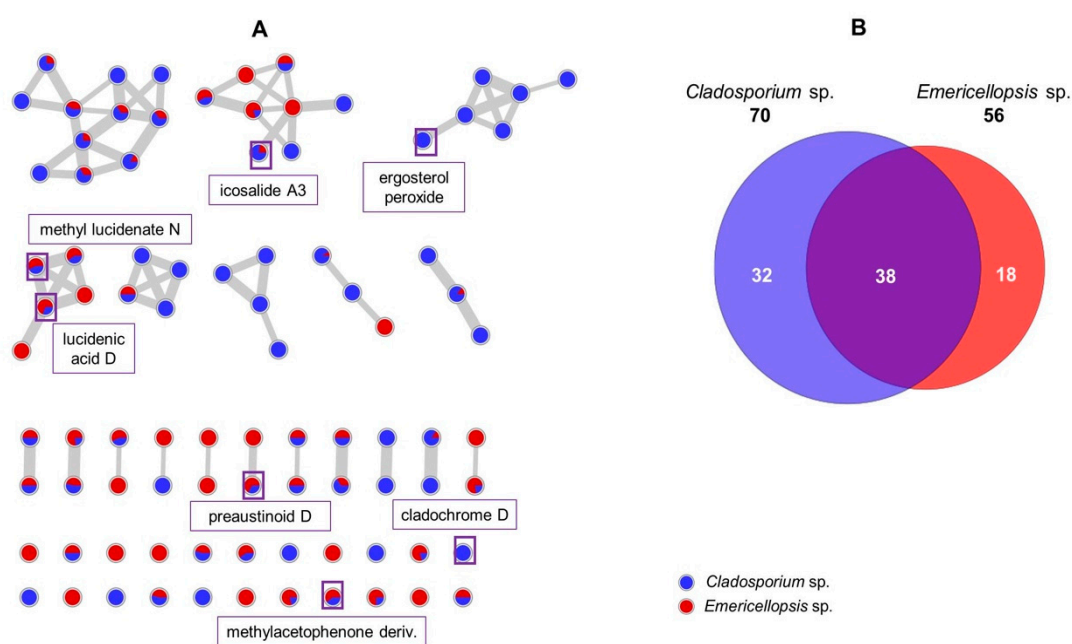 A
B
Cladosporium sp.
70
Emericellopsis sp.
56
icosalide A3
ergosterol
peroxide
methyl lucidenate N
lucidenic
acid D
32
38
18
preaustinoid D
cladochrome D
methylacetophenone deriv.
Cladosporium sp.
Emericellopsis sp.